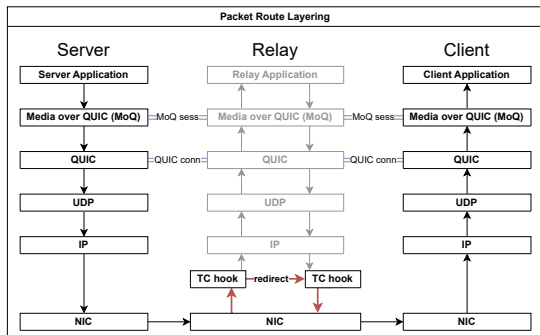 Packet Route Layering
Server Relay Client
Server Application Relay Application Client Application
Media over QUIC (MoQ) MoQ sess Media over QUIC (MoQ) MoQ sess Media over QUIC (MoQ)
QUIC QUIC conn QUIC QUIC conn QUIC
UDP UDP UDP
IP IP IP
TC hook redirect TC hook
NIC NIC NIC